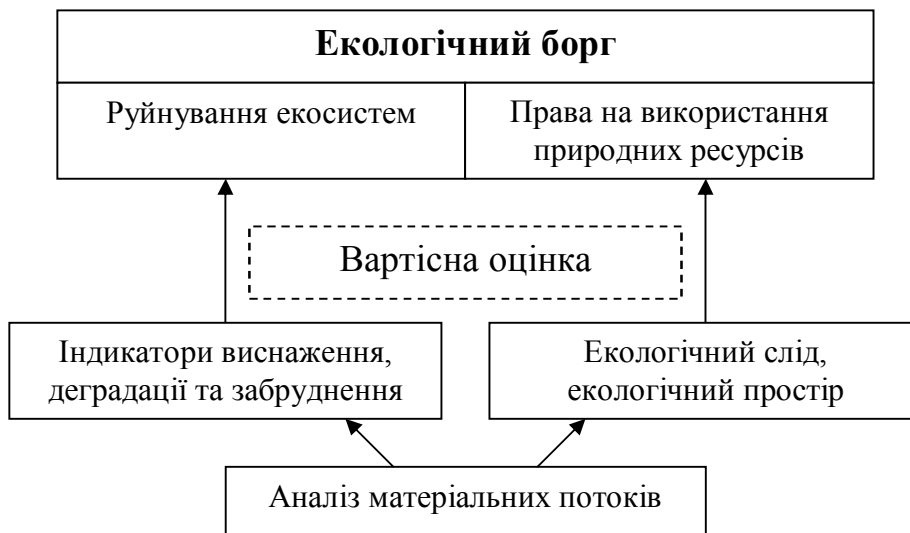 Екологічний борг
Руйнування екосистем
Права на використання
природних ресурсів
Вартісна оцінка
Індикатори виснаження,
деградації та забруднення
Екологічний слід,
екологічний простір
Аналіз матеріальних потоків